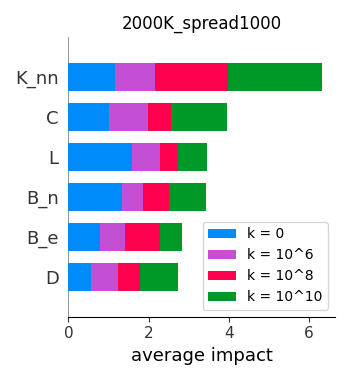 2000K_spread1000
K_nn
C
L
B_n
B_e
D
k = 0
k = 10^6
k = 10^8
k = 10^10
0 2 4 6
average impact